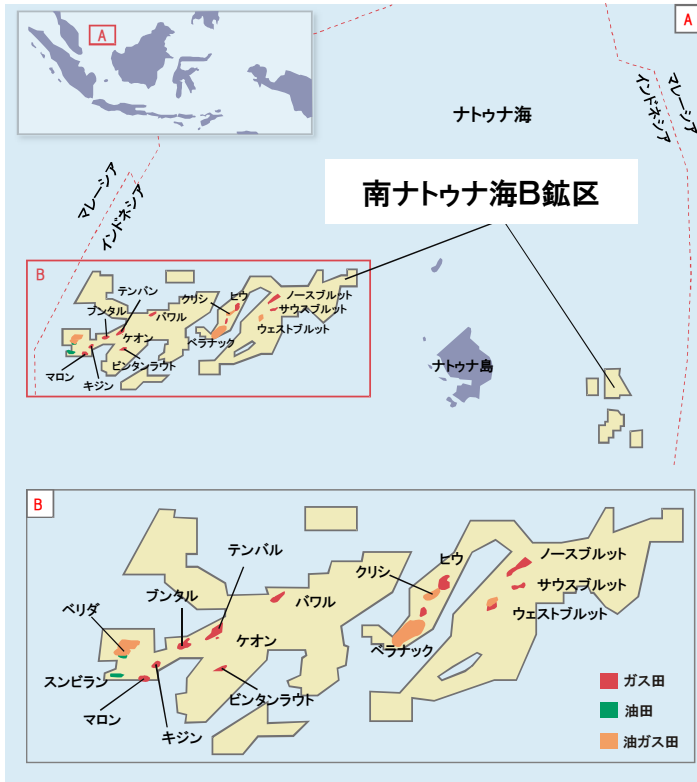 A
A
ナトゥナ海
マレーシア
インドネシア
マレーシア
インドネシア
南ナトゥナ海B鉱区
B
テンバン
ブンタル
パワル
ケオン
ビンタンラウト
マロン
キジン
クリシ
ヒウ
ベラナック
ノースブルット
サウスブルット
ウェストブルット
ナトゥナ島
B
テンバル
ブンタル
ベリダ
パワル
ケオン
スンビラン
マロン
キジン
ビンタンラウト
クリシ
ヒウ
ベラナック
ノースブルット
サウスブルット
ウェストブルット
ガス田
油田
油ガス田